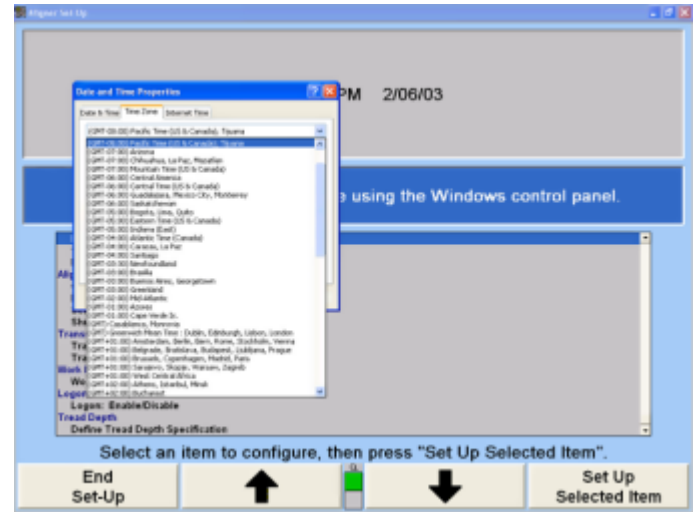 Aligner Set Up
PM 2/06/03
Date and Time Properties
Date & Time Time Zone Internet Time
(GMT-08:00) Pacific Time (US & Canada), Tijuana
(GMT-08:00) Pacific Time (US & Canada), Tijuana
(GMT-07:00) Arizona
(GMT-07:00) Chihuahua, La Paz, Mazatlan
(GMT-07:00) Mountain Time (US & Canada)
(GMT-06:00) Central America
(GMT-06:00) Central Time (US & Canada)
(GMT-06:00) Guadalajara, Mexico City, Monterrey
(GMT-06:00) Saskatchewan
(GMT-05:00) Bogota, Lima, Quito
(GMT-05:00) Eastern Time (US & Canada)
(GMT-05:00) Indiana (East)
(GMT-04:00) Atlantic Time (Canada)
(GMT-04:00) Caracas, La Paz
(GMT-04:00) Santiago
(GMT-03:30) Newfoundland
(GMT-03:00) Brasilia
(GMT-03:00) Buenos Aires, Georgetown
(GMT-03:00) Greenland
(GMT-02:00) Mid-Atlantic
(GMT-01:00) Azores
(GMT-01:00) Cape Verde Is.
(GMT) Casablanca, Monrovia
(GMT) Greenwich Mean Time : Dublin, Edinburgh, Lisbon, London
(GMT+01:00) Amsterdam, Berlin, Bern, Rome, Stockholm, Vienna
(GMT+01:00) Belgrade, Bratislava, Budapest, Ljubljana, Prague
(GMT+01:00) Brussels, Copenhagen, Madrid, Paris
(GMT+01:00) Sarajevo, Skopje, Warsaw, Zagreb
(GMT+01:00) West Central Africa
(GMT+02:00) Athens, Istanbul, Minsk
(GMT+02:00) Bucharest
using the Windows control panel.
Logon: Enable/Disable
Tread Depth
Define Tread Depth Specification
Select an item to configure, then press "Set Up Selected Item".
End
Set-Up
Set Up
Selected Item